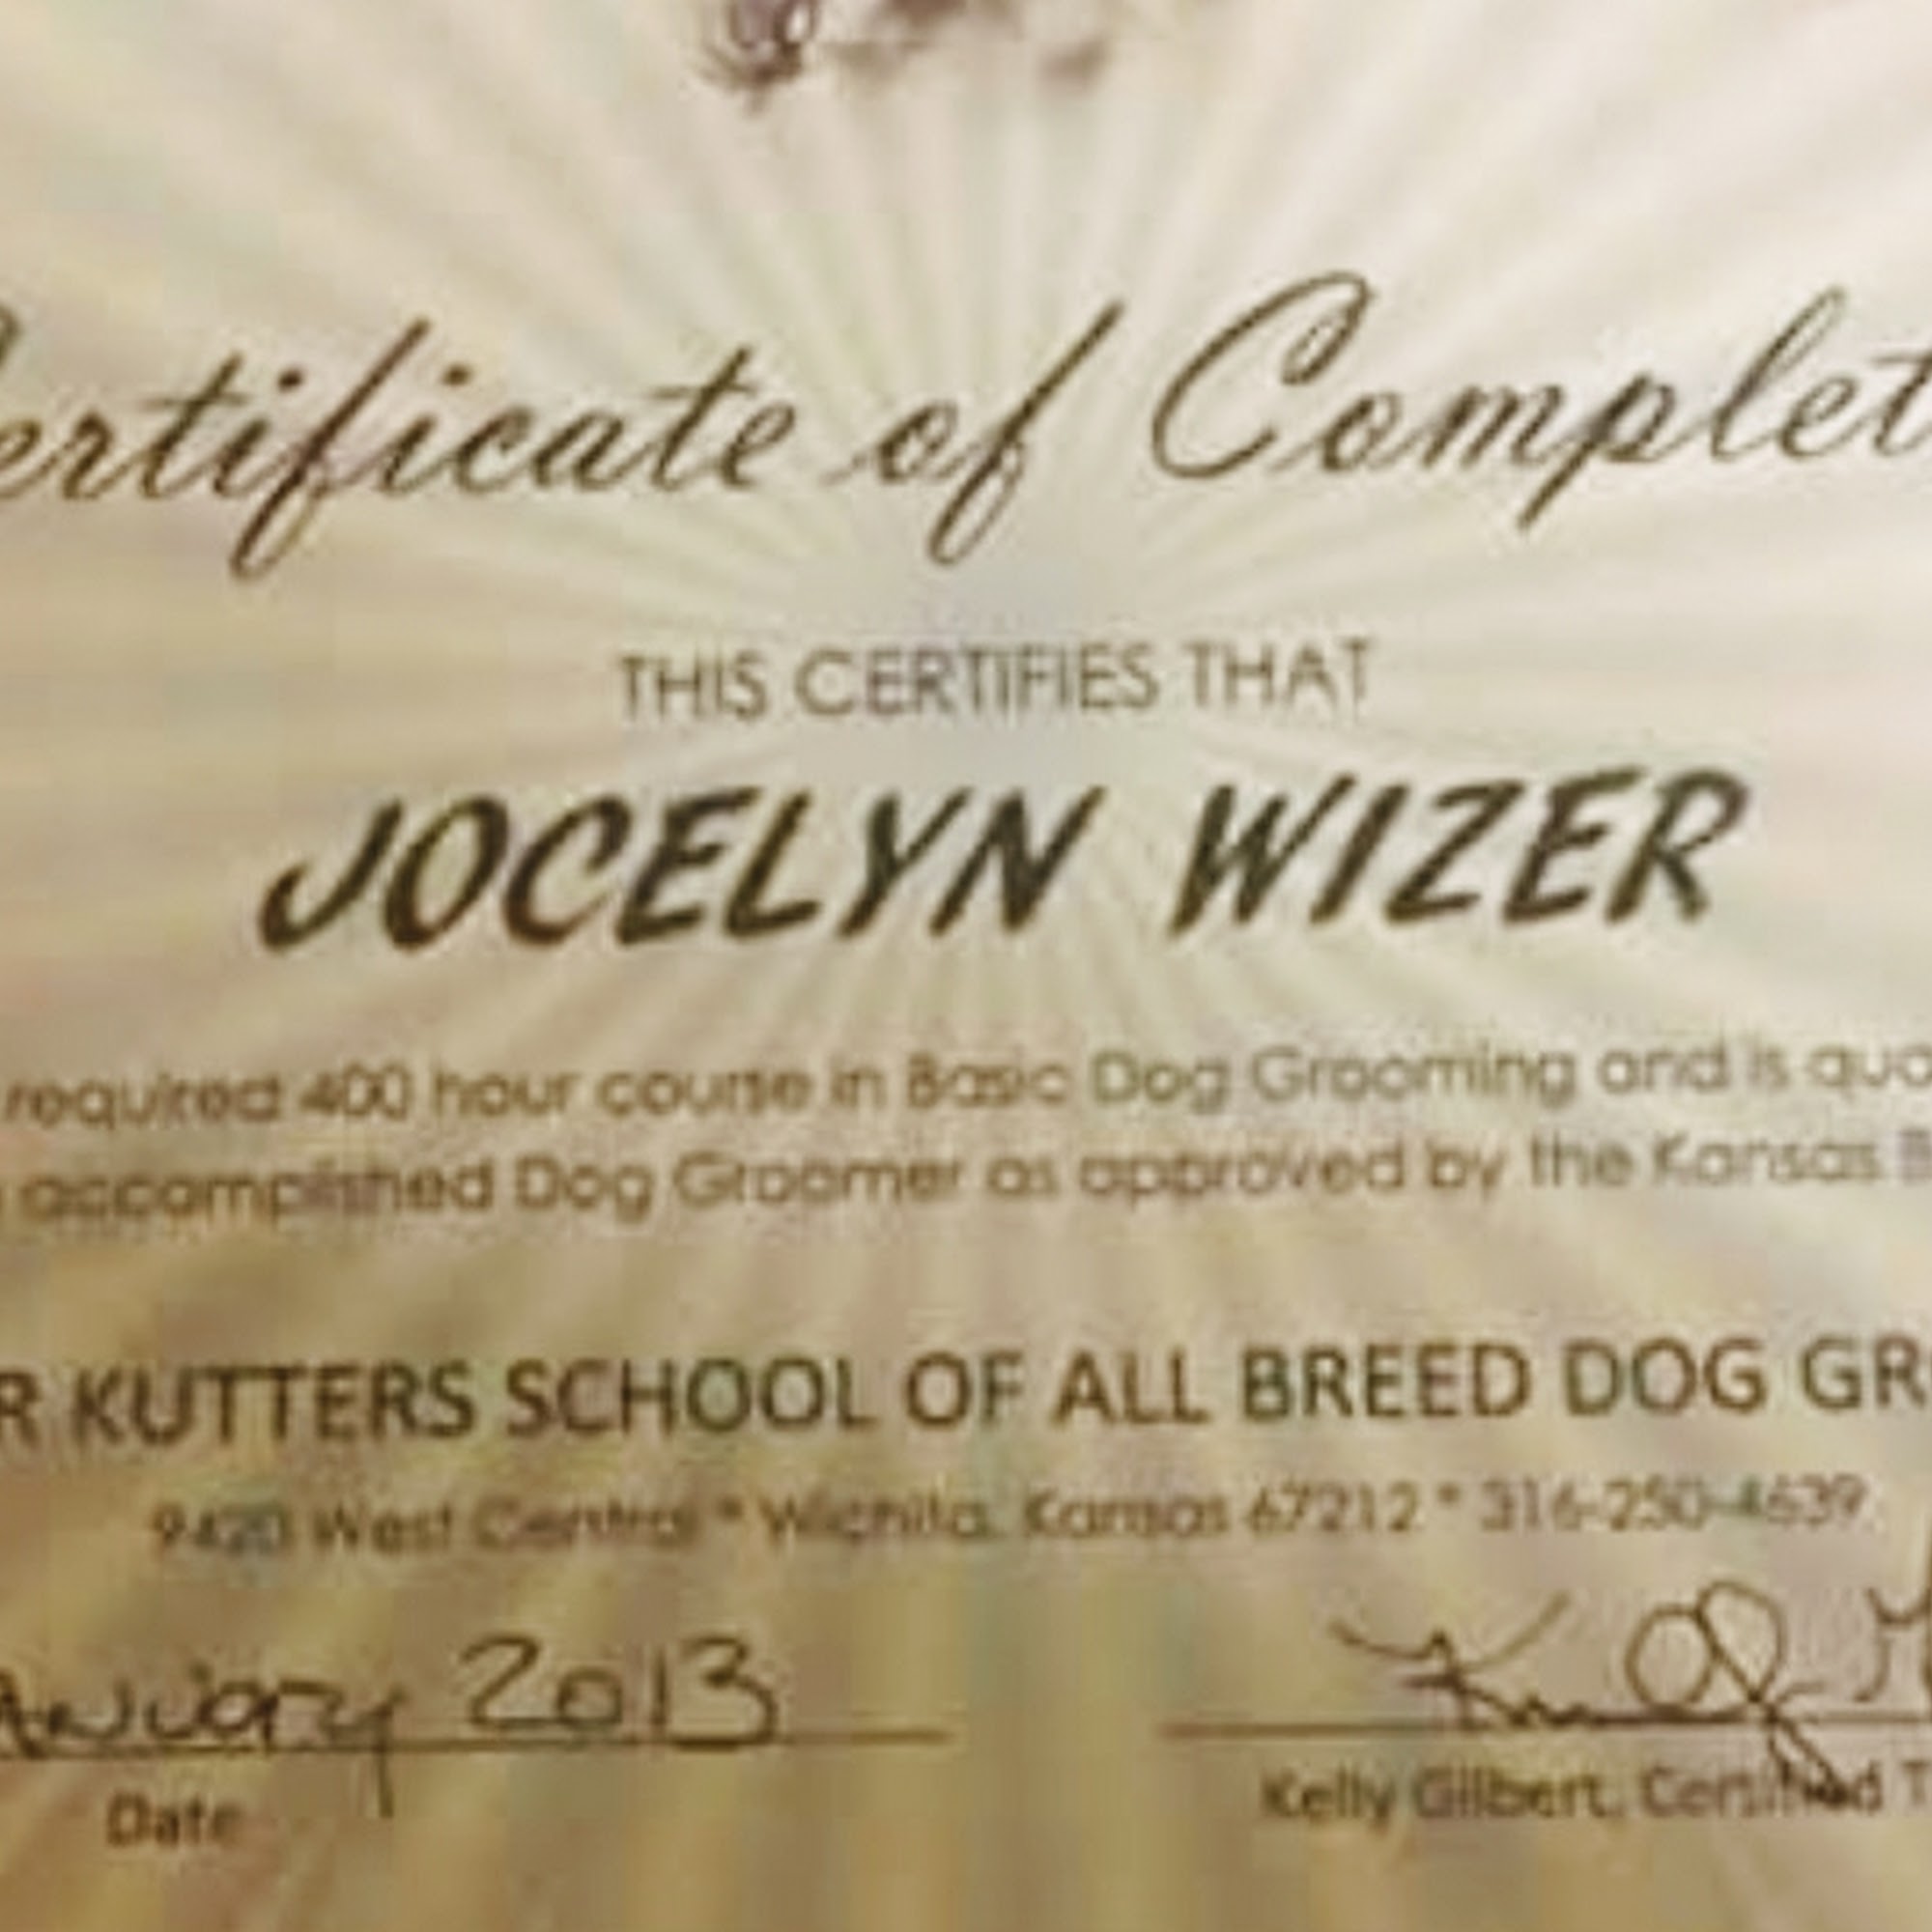 ertificate of Complet
THIS CERTIFIES THAT
JOCELYN WIZER
required 400 hour course in Basic Dog Grooming and is qua
accomplished Dog Groomer as approved by the Kansas
R KUTTERS SCHOOL OF ALL BREED DOG GR
9420 West Central * Wichita, Kansas 67212 * 316-250-4639
anuary 2013
Date
Kelly Gilbert, Certified T